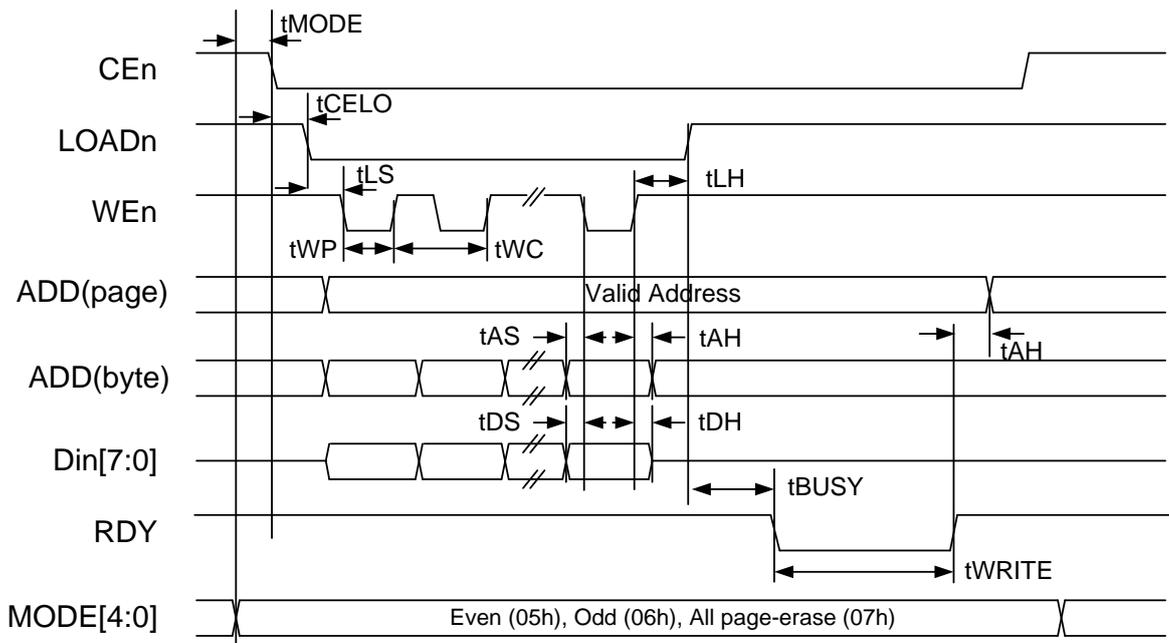 tMODE
CEn
tCELO
LOADn
tLS
tLH
WEn
tWP
tWC
ADD(page)
Valid Address
tAS
tAH
tAH
ADD(byte)
tDS
tDH
Din[7:0]
tBUSY
RDY
tWRITE
MODE[4:0]
Even (05h), Odd (06h), All page-erase (07h)